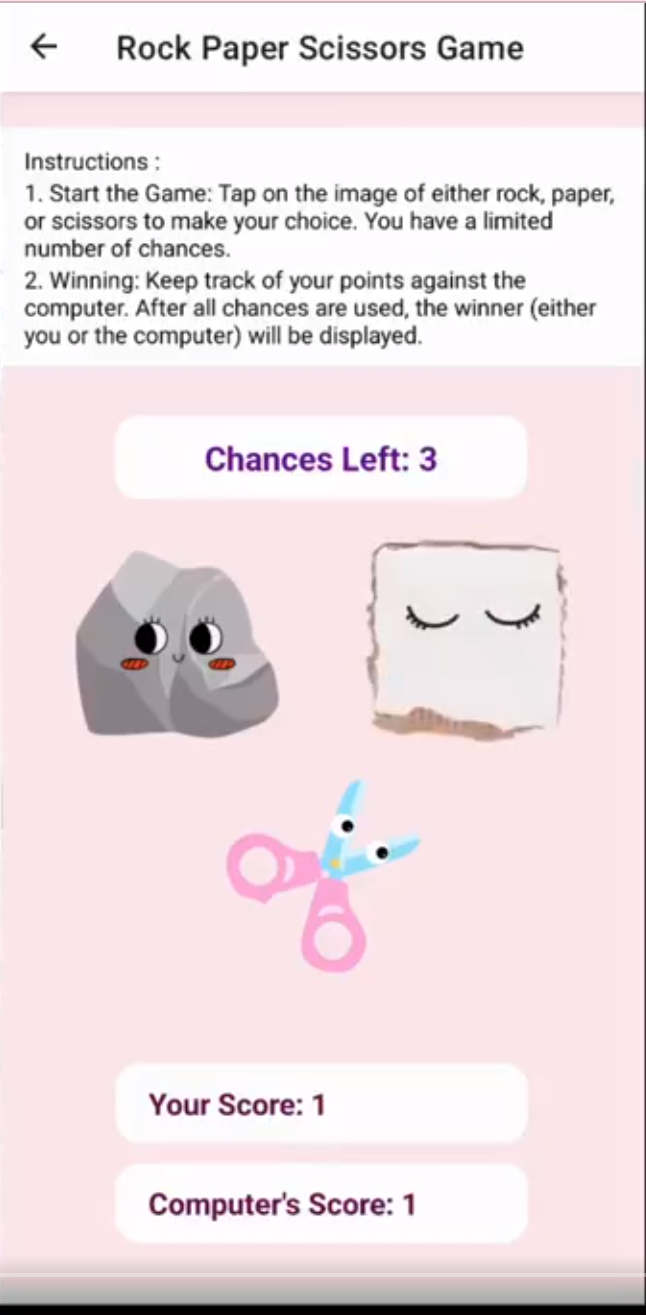 Rock Paper Scissors Game
Instructions :
1. Start the Game: Tap on the image of either rock, paper,
or scissors to make your choice. You have a limited
number of chances.
2. Winning: Keep track of your points against the
computer. After all chances are used, the winner (either
you or the computer) will be displayed.
Chances Left: 3
Your Score: 1
Computer's Score: 1